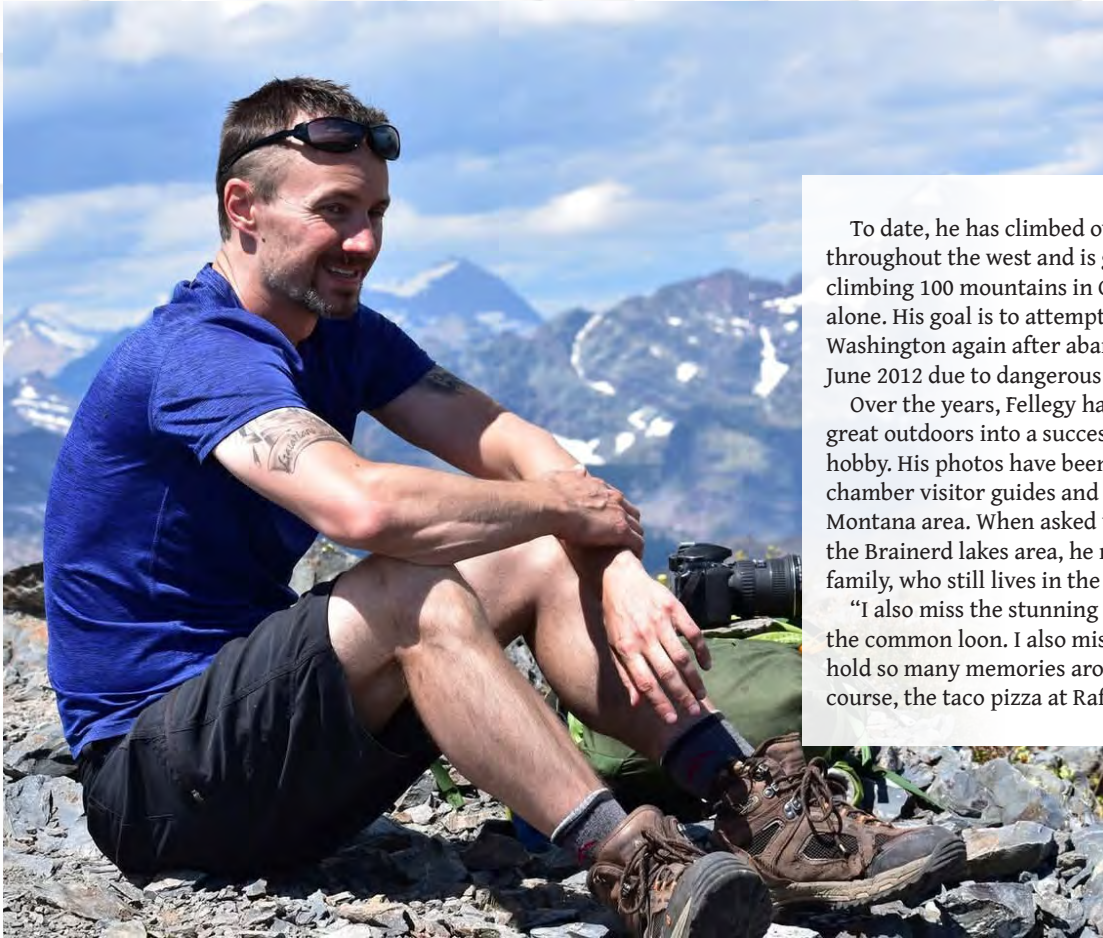 To date, he has climbed
throughout the west and is
climbing 100 mountains in
alone. His goal is to attempt
Washington again after
June 2012 due to dangerous
Over the years, Fellegy
great outdoors into a
hobby. His photos have been
chamber visitor guides and
Montana area. When asked
the Brainerd lakes area, he
family, who still lives in the
“I also miss the stunning
the common loon. I also
hold so many memories
course, the taco pizza at